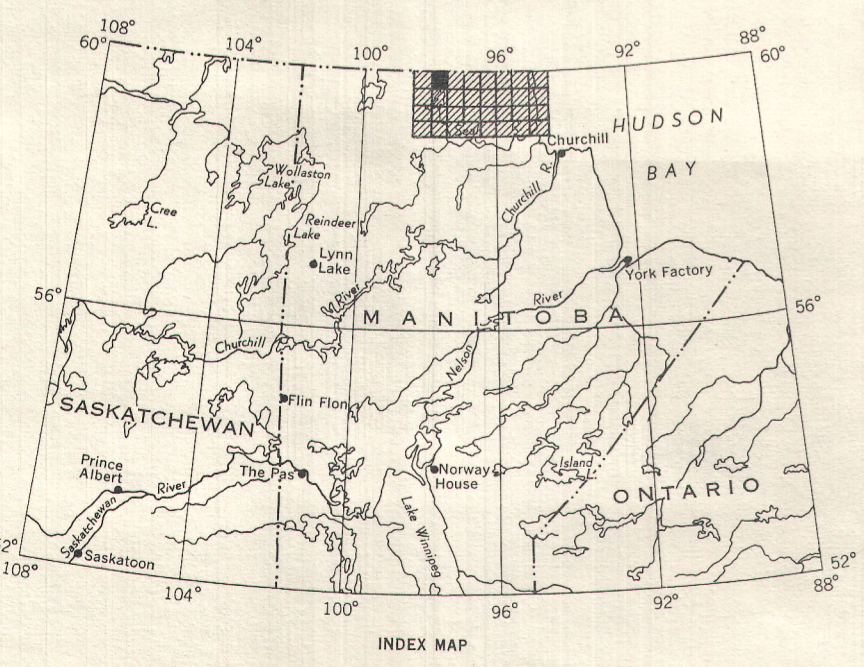 108°
104°
100°
96°
92°
88°
60°
60°
HUDSON
BAY
Seal
Churchill
Churchill R.
Wollaston
Lake
Cree
L.
Reindeer
Lake
Lynn
Lake
York Factory
River
River
56°
56°
MANITOBA
Churchill
Nelson
Flin Flon
SASKATCHEWAN
Prince
Albert
River
The Pas
Norway
House
Island
L.
ONTARIO
Saskatchewan
Lake Winnipeg
Saskatoon
52°
52°
108°
88°
104°
100°
96°
92°
INDEX MAP